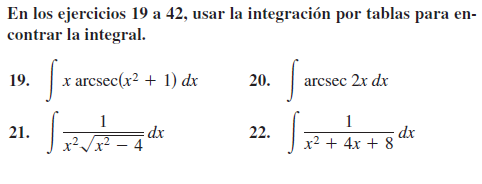 En los ejercicios 19 a 42, usar la integración por tablas para en-
contrar la integral.
19. ∫ x arcsec(x² + 1) dx 20. ∫ arcsec 2x dx
21. ∫ 1/(x²√(x² − 4)) dx 22. ∫ 1/(x² + 4x + 8) dx